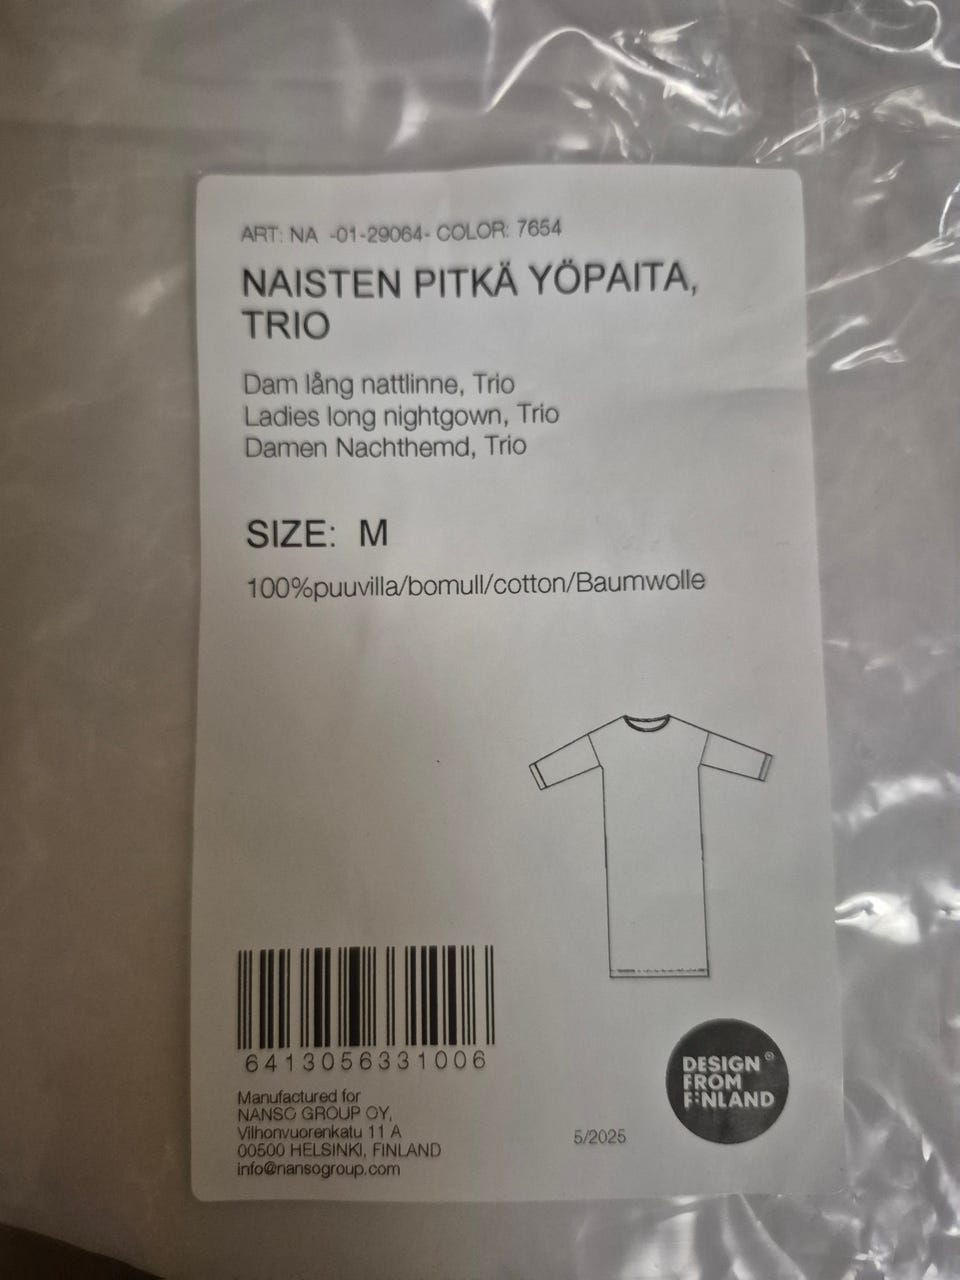 ART: NA -01-29064- COLOR: 7654
NAISTEN PITKÄ YÖPAITA,
TRIO
Dam lång nattlinne, Trio
Ladies long nightgown, Trio
Damen Nachthemd, Trio
SIZE: M
100%puuvilla/bomull/cotton/Baumwolle
6413056331006
Manufactured for
NANSO GROUP OY,
Vilhonvuorenkatu 11 A
00500 HELSINKI, FINLAND
info@nansogroup.com
5/2025
DESIGN ®
FROM
FINLAND